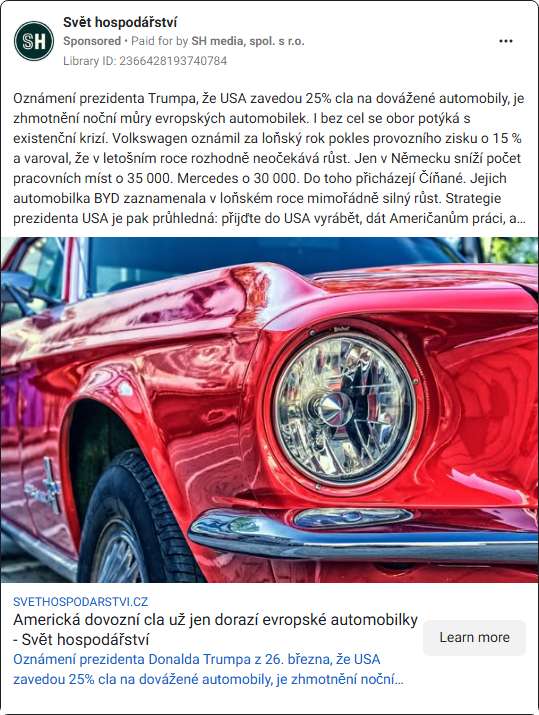 Svět hospodářství
SH
Sponsored • Paid for by SH media, spol. s r.o.
Library ID: 2366428193740784
Oznámení prezidenta Trumpa, že USA zavedou 25% cla na dovážené automobily, je
zhmotnění noční můry evropských automobilek. I bez cel se obor potýká s
existenční krizí. Volkswagen oznámil za loňský rok pokles provozního zisku o 15 %
a varoval, že v letošním roce rozhodně neočekává růst. Jen v Německu sníží počet
pracovních míst o 35 000. Mercedes o 30 000. Do toho přicházejí Číňané. Jejich
automobilka BYD zaznamenala v loňském roce mimořádně silný růst. Strategie
prezidenta USA je pak průhledná: přijďte do USA vyrábět, dát Američanům práci, a...
SVETHOSPODARSTVI.CZ
Americká dovozní cla už jen dorazí evropské automobilky
- Svět hospodářství
Learn more
Oznámení prezidenta Donalda Trumpa z 26. března, že USA
zavedou 25% cla na dovážené automobily, je zhmotnění noční...